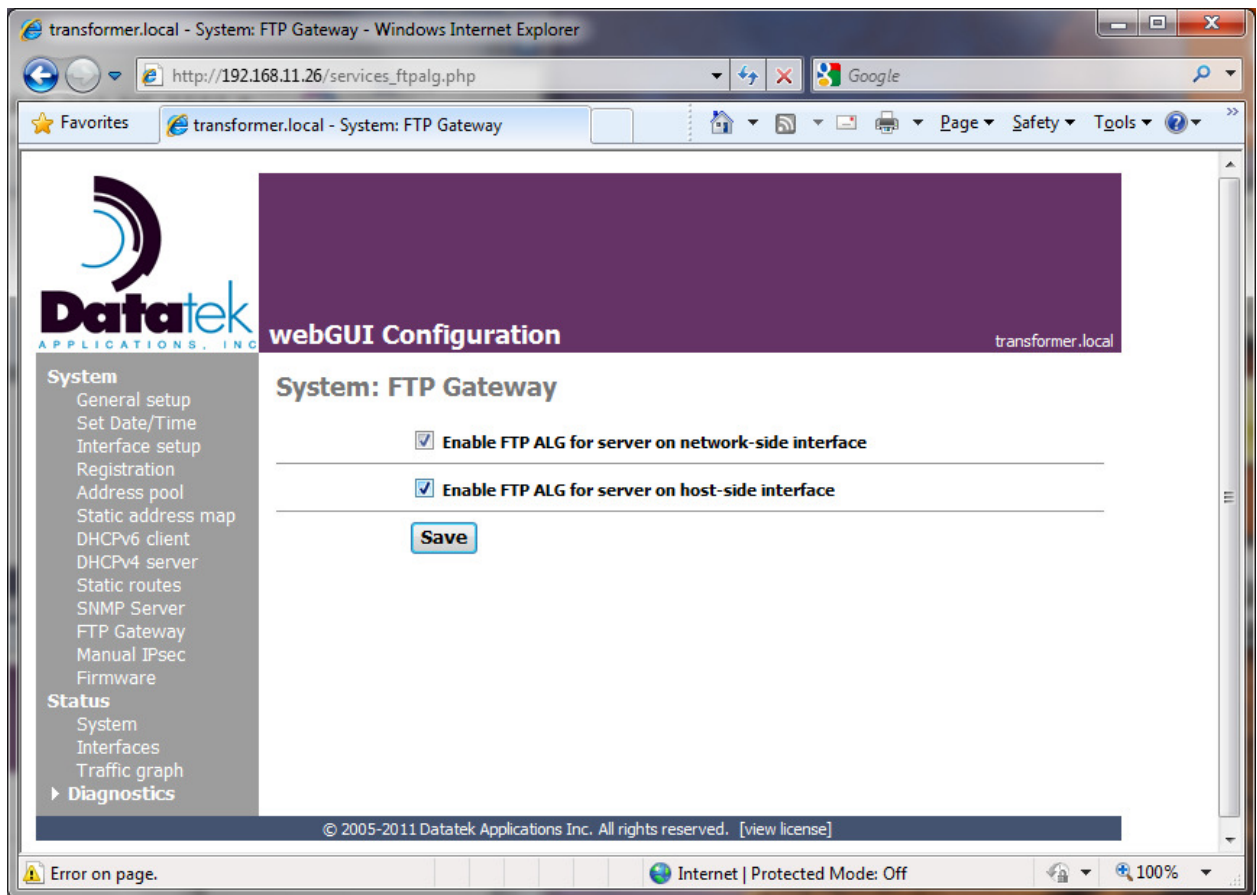 transformer.local - System: FTP Gateway - Windows Internet Explorer
http://192.168.11.26/services_ftpalg.php
Google
Favorites
transformer.local - System: FTP Gateway
Page
Safety
Tools
Datatek
APPLICATIONS, INC
webGUI Configuration
transformer.local
System
General setup
Set Date/Time
Interface setup
Registration
Address pool
Static address map
DHCPv6 client
DHCPv4 server
Static routes
SNMP Server
FTP Gateway
Manual IPsec
Firmware
Status
System
Interfaces
Traffic graph
Diagnostics
System: FTP Gateway
Enable FTP ALG for server on network-side interface
Enable FTP ALG for server on host-side interface
Save
© 2005-2011 Datatek Applications Inc. All rights reserved. [view license]
Error on page.
Internet | Protected Mode: Off
100%